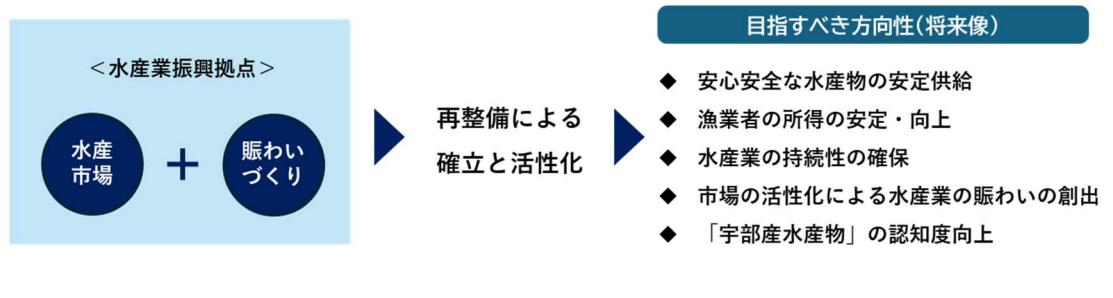 ＜水産業振興拠点＞
水産
市場
＋
賑わい
づくり
再整備による
確立と活性化
目指すべき方向性(将来像)
◆ 安心安全な水産物の安定供給
◆ 漁業者の所得の安定・向上
◆ 水産業の持続性の確保
◆ 市場の活性化による水産業の賑わいの創出
◆ 「宇部産水産物」の認知度向上